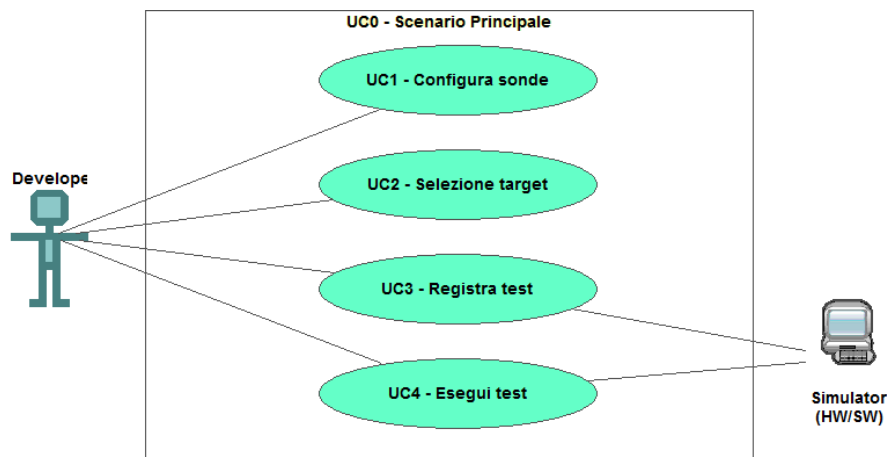 UC0 - Scenario Principale
UC1 - Configura sonde
Develope
UC2 - Selezione target
UC3 - Registra test
UC4 - Esegui test
Simulator
(HW/SW)